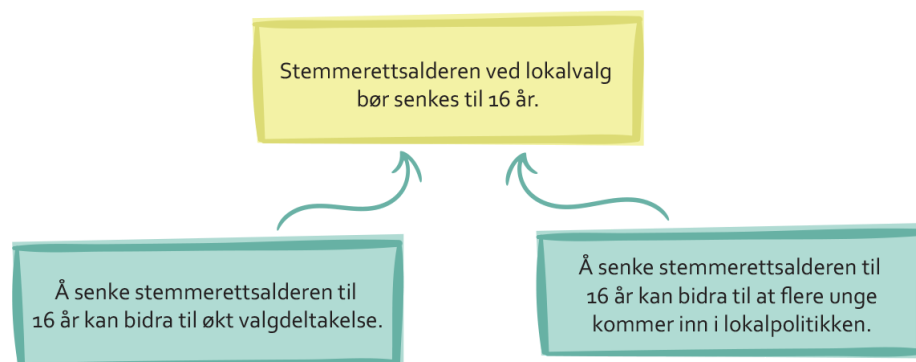 Stemmerettsalderen ved lokalvalg
bør senkes til 16 år.
Å senke stemmerettsalderen til
16 år kan bidra til økt valgdeltakelse.
Å senke stemmerettsalderen til
16 år kan bidra til at flere unge
kommer inn i lokalpolitikken.